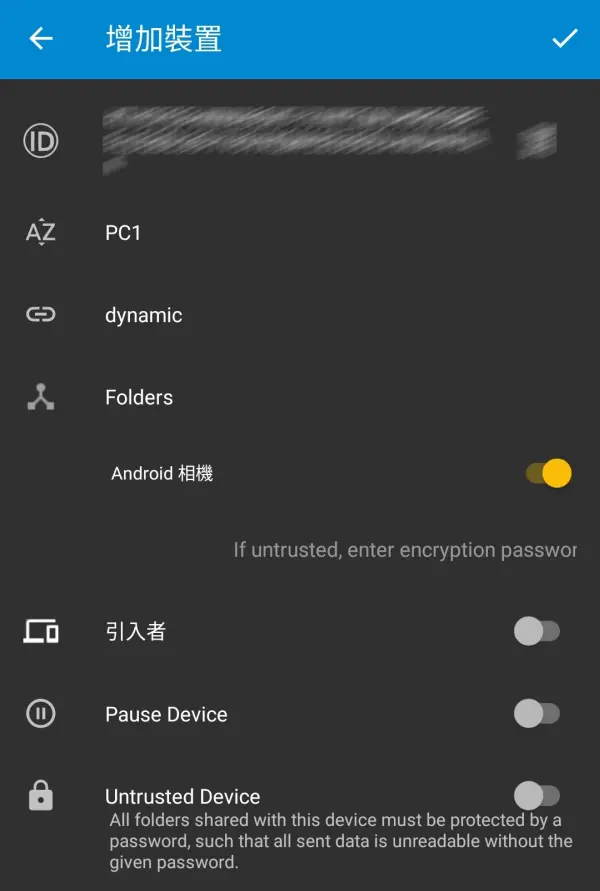 增加裝置
ID
AZ
PC1
dynamic
Folders
Android 相機
If untrusted, enter encryption passwor
引入者
Pause Device
Untrusted Device
All folders shared with this device must be protected by a
password, such that all sent data is unreadable without the
given password.